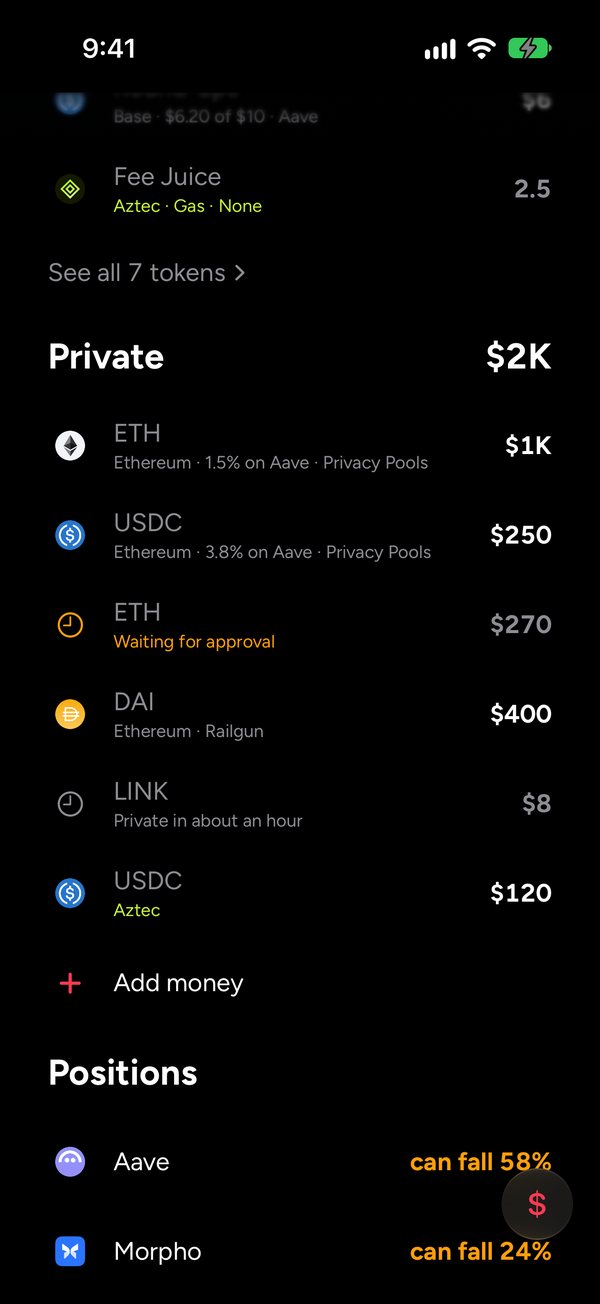 9:41
Base · $6.20 of $10 · Aave
$6
Fee Juice
2.5
Aztec · Gas · None
See all 7 tokens >
Private
$2K
ETH
$1K
Ethereum · 1.5% on Aave · Privacy Pools
USDC
$250
Ethereum · 3.8% on Aave · Privacy Pools
ETH
$270
Waiting for approval
DAI
$400
Ethereum · Railgun
LINK
$8
Private in about an hour
USDC
$120
Aztec
+ Add money
Positions
Aave
can fall 58%
$
Morpho
can fall 24%